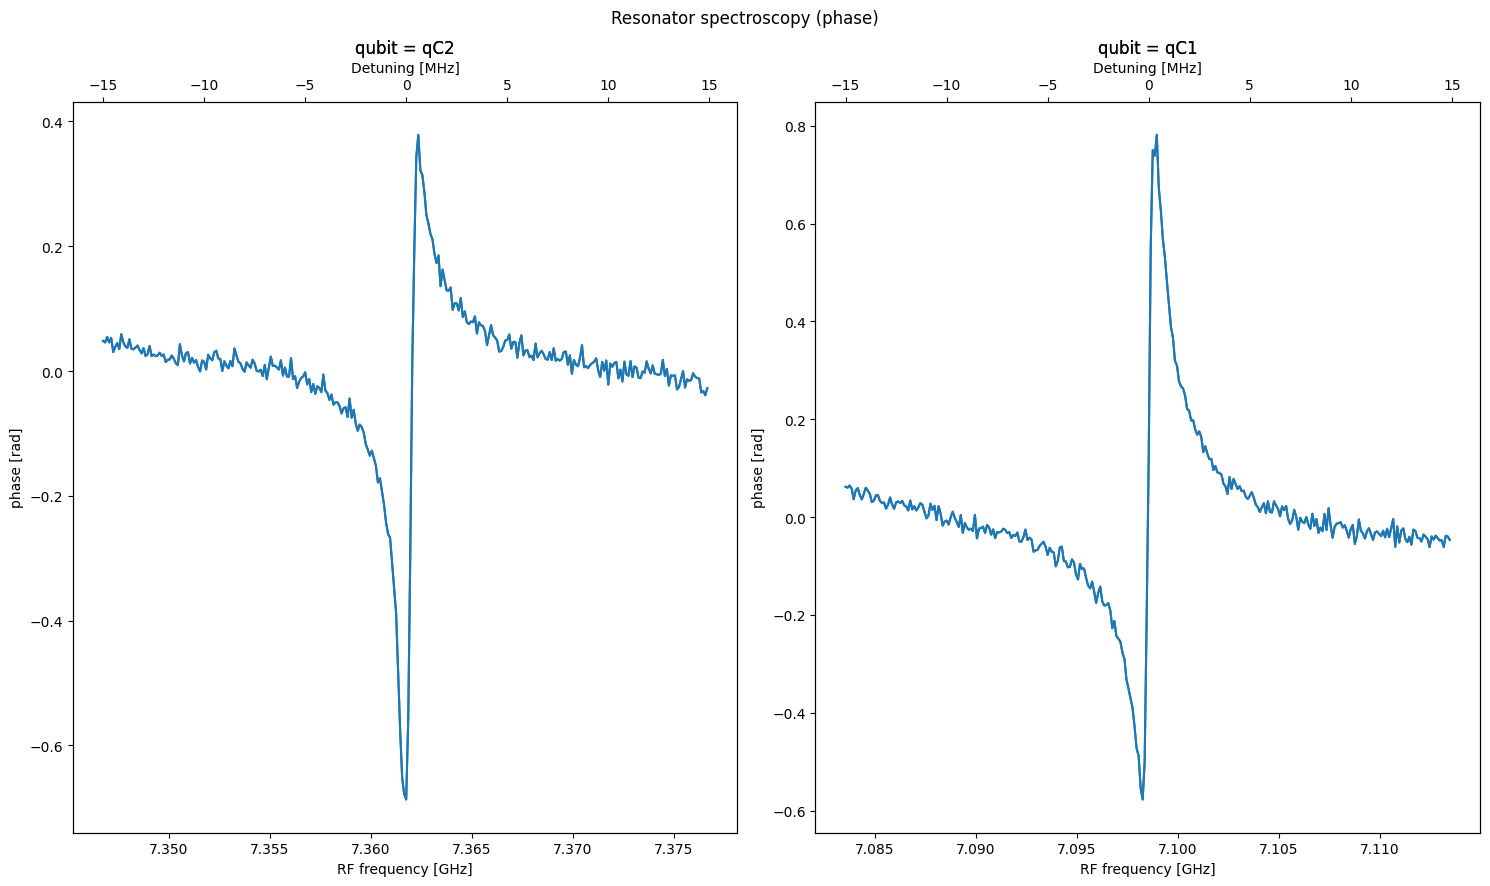 Resonator spectroscopy (phase)
qubit = qC2
Detuning [MHz]
−15 −10 −5 0 5 10 15
0.4
0.2
0.0
−0.2
−0.4
−0.6
phase [rad]
7.350 7.355 7.360 7.365 7.370 7.375
RF frequency [GHz]
qubit = qC1
Detuning [MHz]
−15 −10 −5 0 5 10 15
0.8
0.6
0.4
0.2
0.0
−0.2
−0.4
−0.6
phase [rad]
7.085 7.090 7.095 7.100 7.105 7.110
RF frequency [GHz]